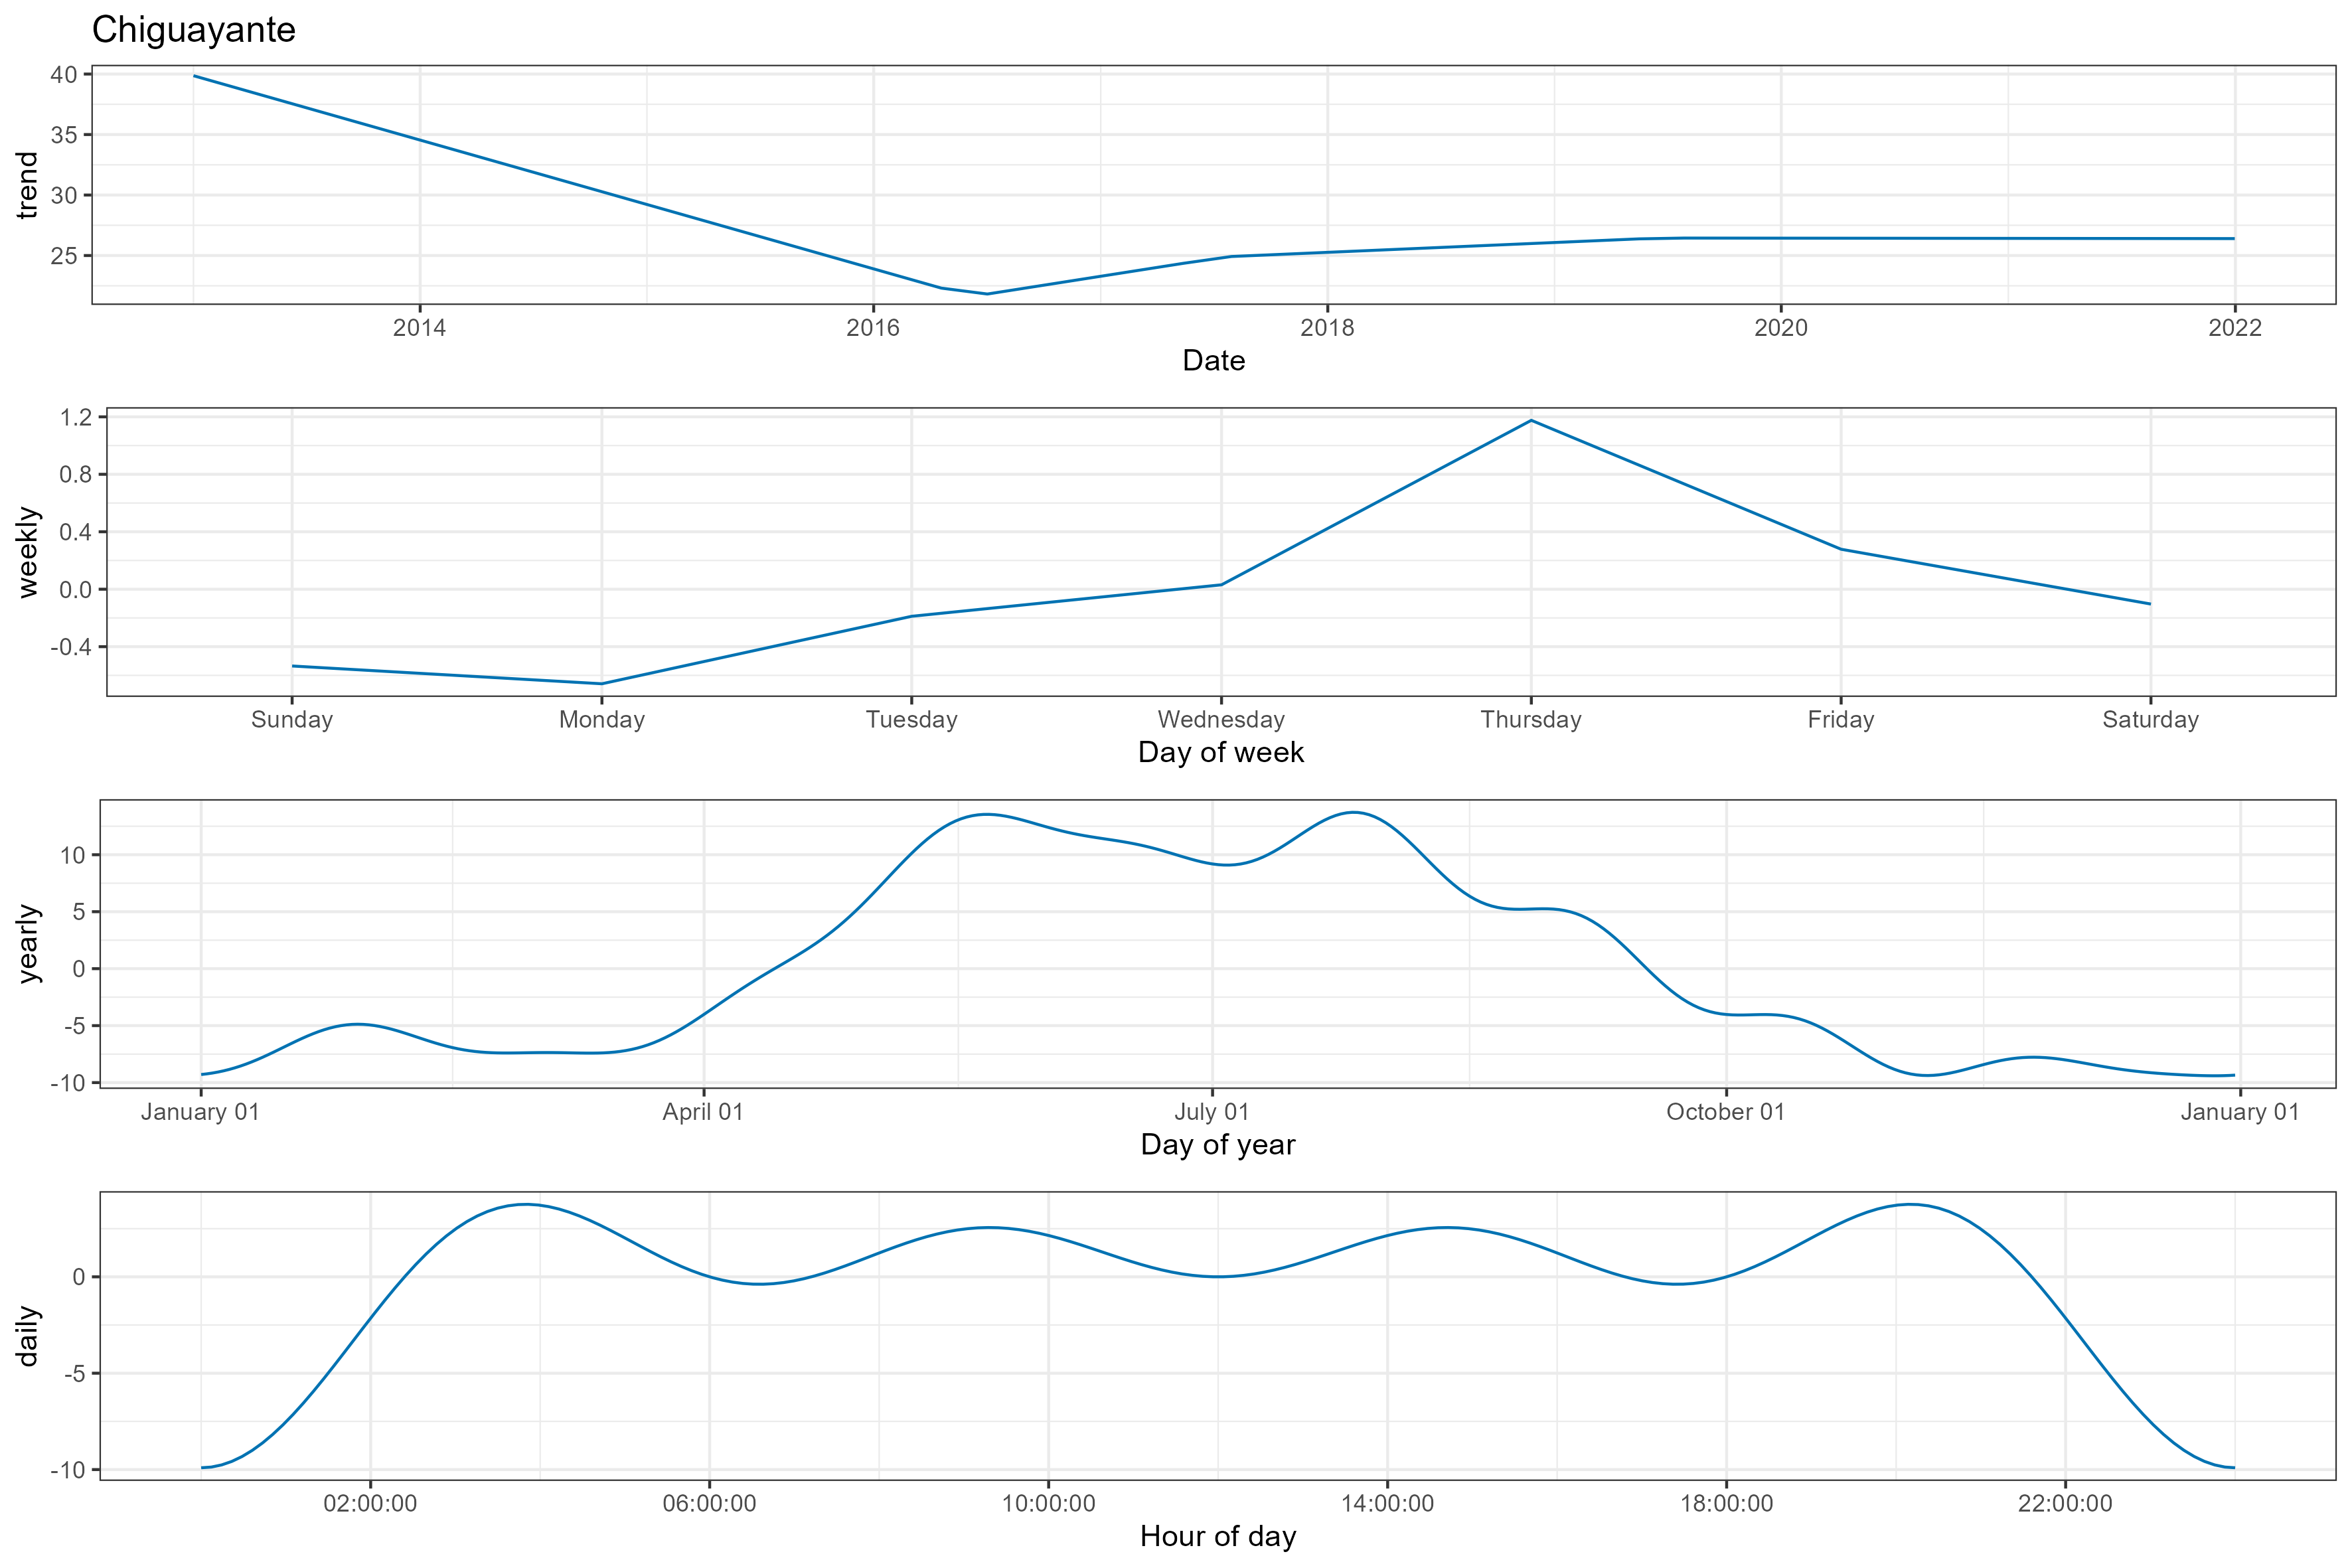 Chiguayante
40
35
30
25
trend
2014 2016 2018 2020 2022
Date
1.2
0.8
0.4
0.0
-0.4
weekly
Sunday Monday Tuesday Wednesday Thursday Friday Saturday
Day of week
10
5
0
-5
-10
yearly
January 01 April 01 July 01 October 01 January 01
Day of year
0
-5
-10
daily
02:00:00 06:00:00 10:00:00 14:00:00 18:00:00 22:00:00
Hour of day